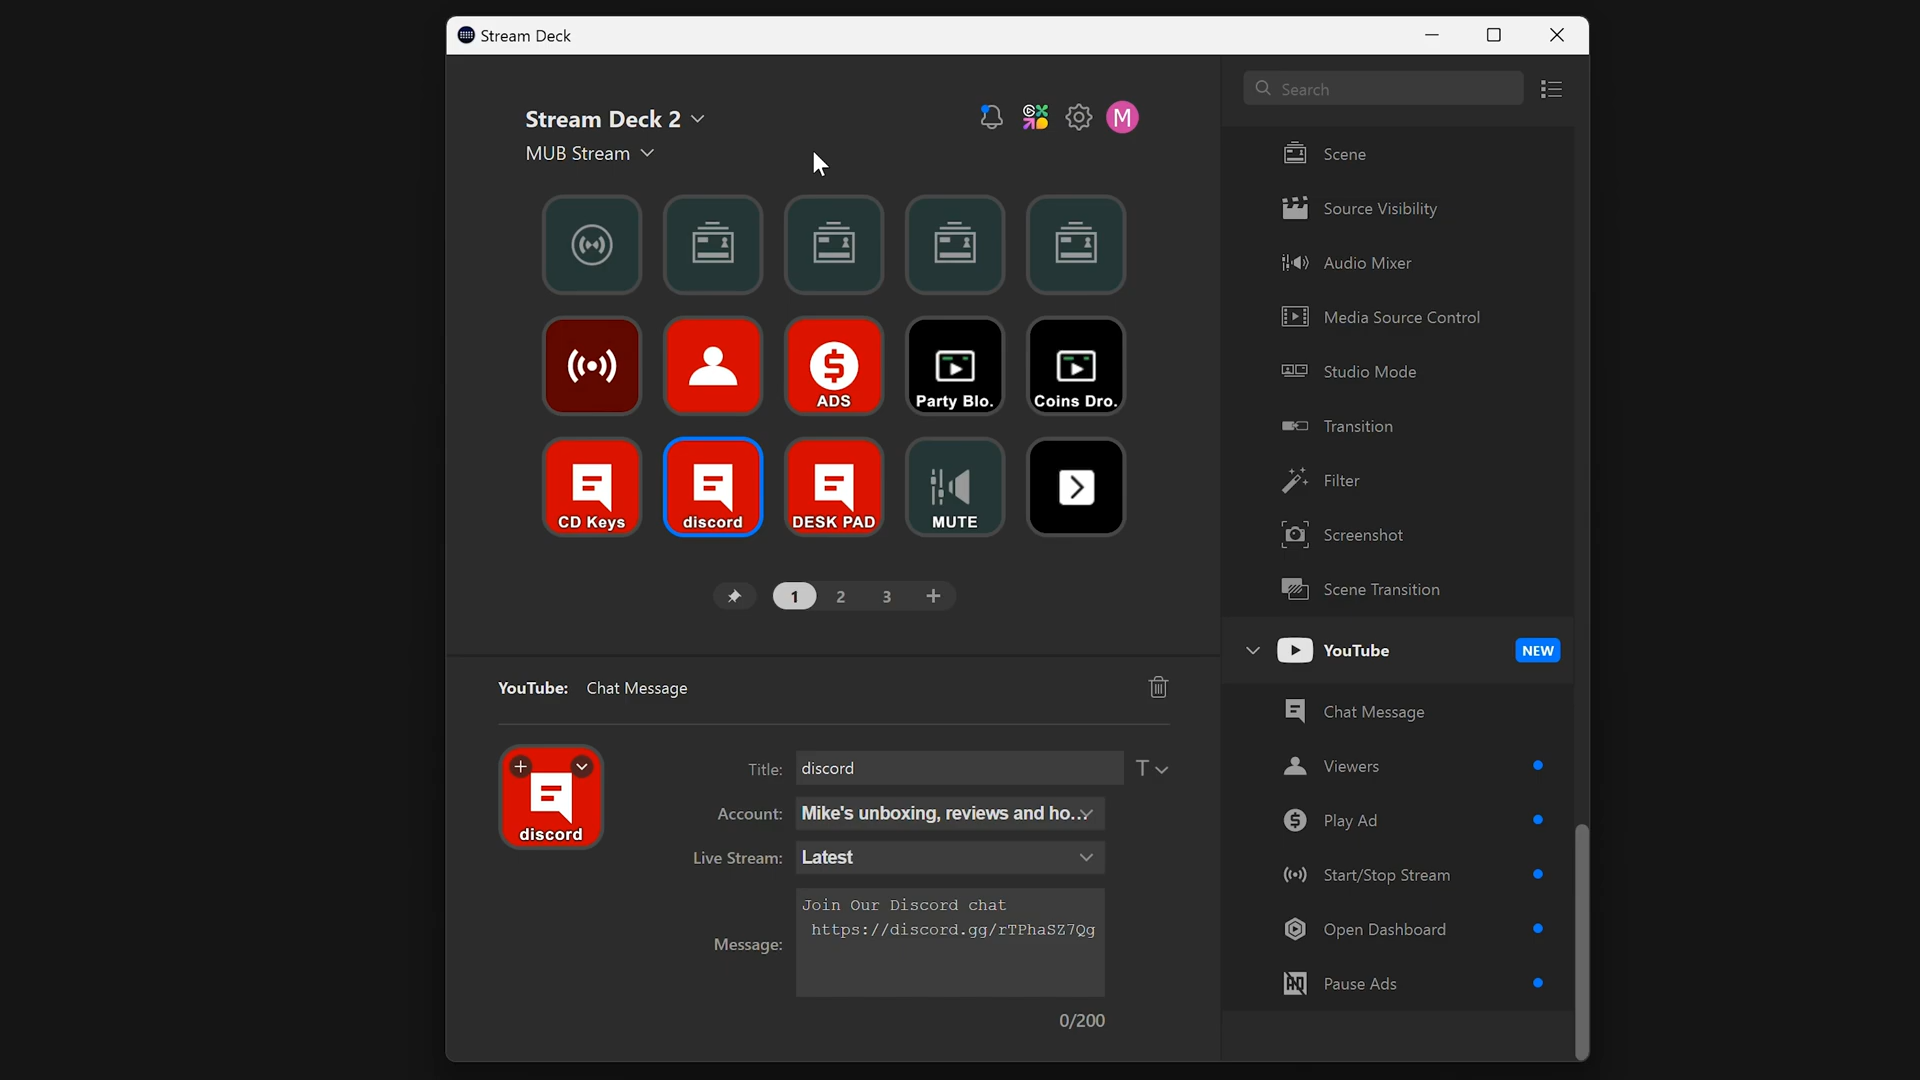 Stream Deck
Stream Deck 2
MUB Stream
M
ADS
Party Blo.
Coins Dro.
CD Keys
discord
DESK PAD
MUTE
1 2 3 +
YouTube: Chat Message
discord
Title: discord
T
Account: Mike's unboxing, reviews and ho...
Live Stream: Latest
Message: Join Our Discord chat
https://discord.gg/rTPhaSZ7Qg
0/200
Search
Scene
Source Visibility
Audio Mixer
Media Source Control
Studio Mode
Transition
Filter
Screenshot
Scene Transition
YouTube NEW
Chat Message
Viewers
Play Ad
Start/Stop Stream
Open Dashboard
Pause Ads